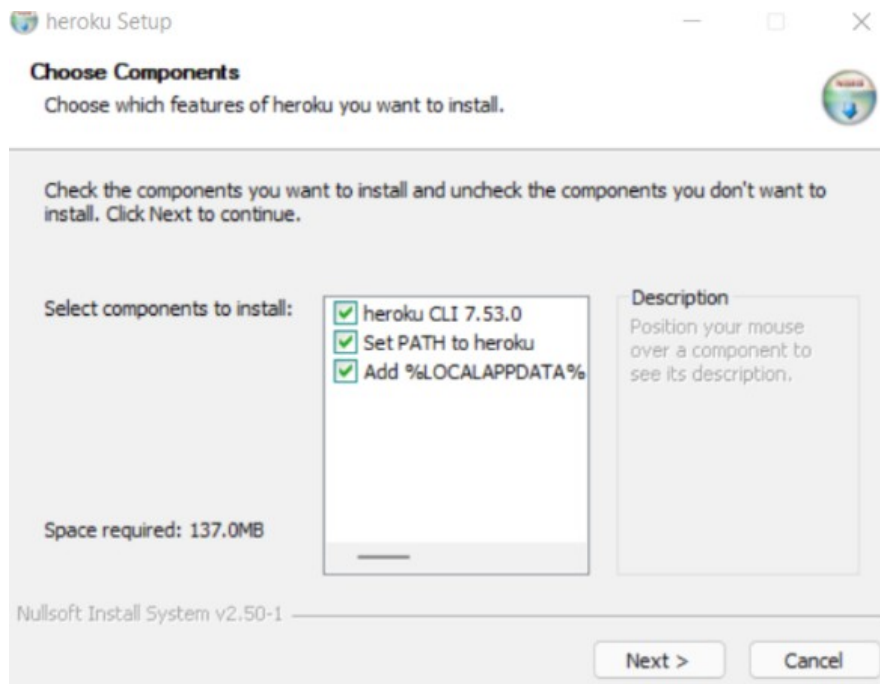 heroku Setup
Choose Components
Choose which features of heroku you want to install.
Check the components you want to install and uncheck the components you don't want to
install. Click Next to continue.
Select components to install:
heroku CLI 7.53.0
Set PATH to heroku
Add %LOCALAPPDATA%
Description
Position your mouse
over a component to
see its description.
Space required: 137.0MB
Nullsoft Install System v2.50-1
Next >
Cancel